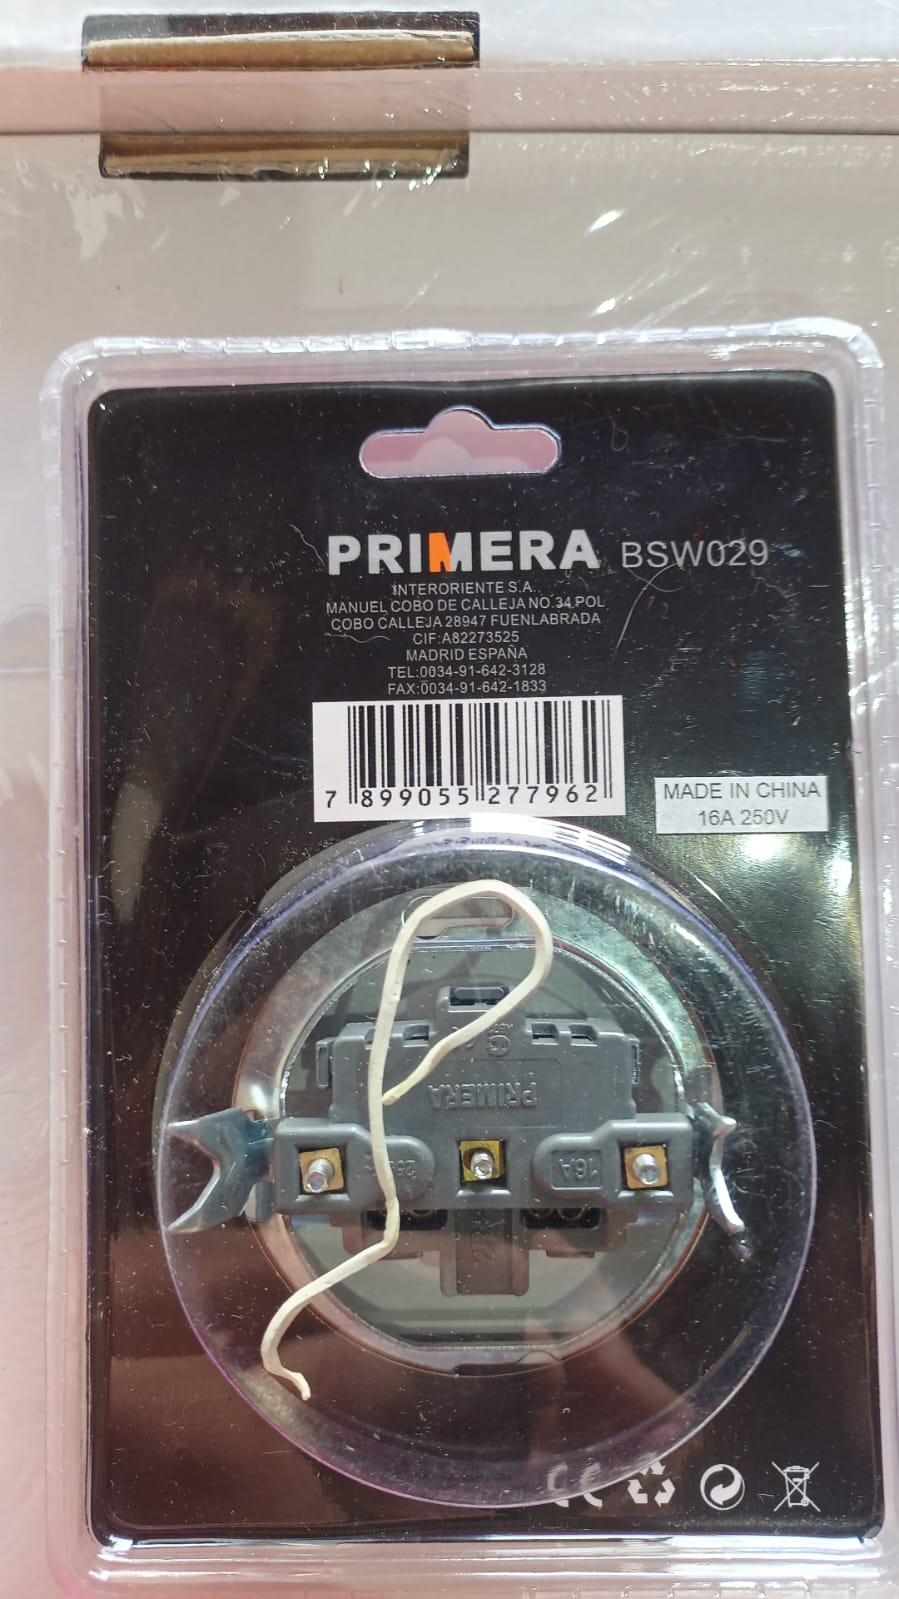 PRIMERA BSW029
INTERORIENTE S.A.
MANUEL COBO DE CALLEJA NO.34.POL
COBO CALLEJA 28947 FUENLABRADA
CIF:A82273525
MADRID ESPAÑA
TEL:0034-91-642-3128
FAX:0034-91-642-1833
7 899055 277962
MADE IN CHINA
16A 250V
PRIMERA
16A
CE